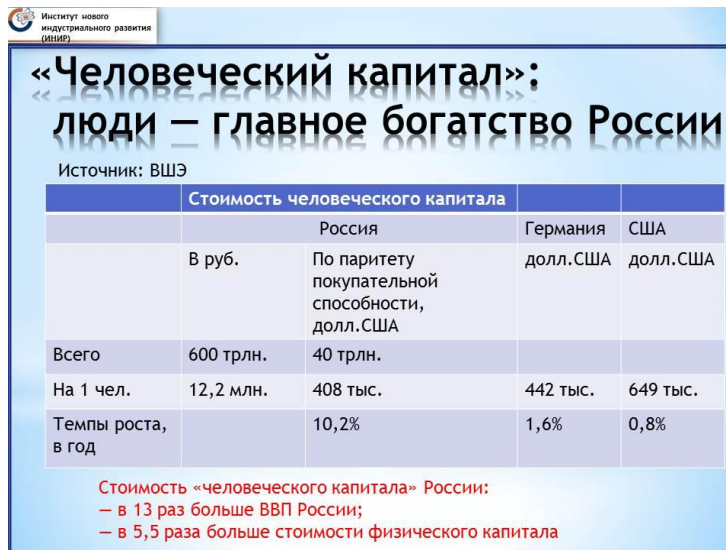 Институт нового
индустриального развития
(ИНИР)
«Человеческий капитал»:
люди — главное богатство России
Источник: ВШЭ
Стоимость человеческого капитала
Россия Германия США
В руб. По паритету долл.США долл.США
покупательной
способности,
долл.США
Всего 600 трлн. 40 трлн.
На 1 чел. 12,2 млн. 408 тыс. 442 тыс. 649 тыс.
Темпы роста, 10,2% 1,6% 0,8%
в год
Стоимость «человеческого капитала» России:
— в 13 раз больше ВВП России;
— в 5,5 раза больше стоимости физического капитала